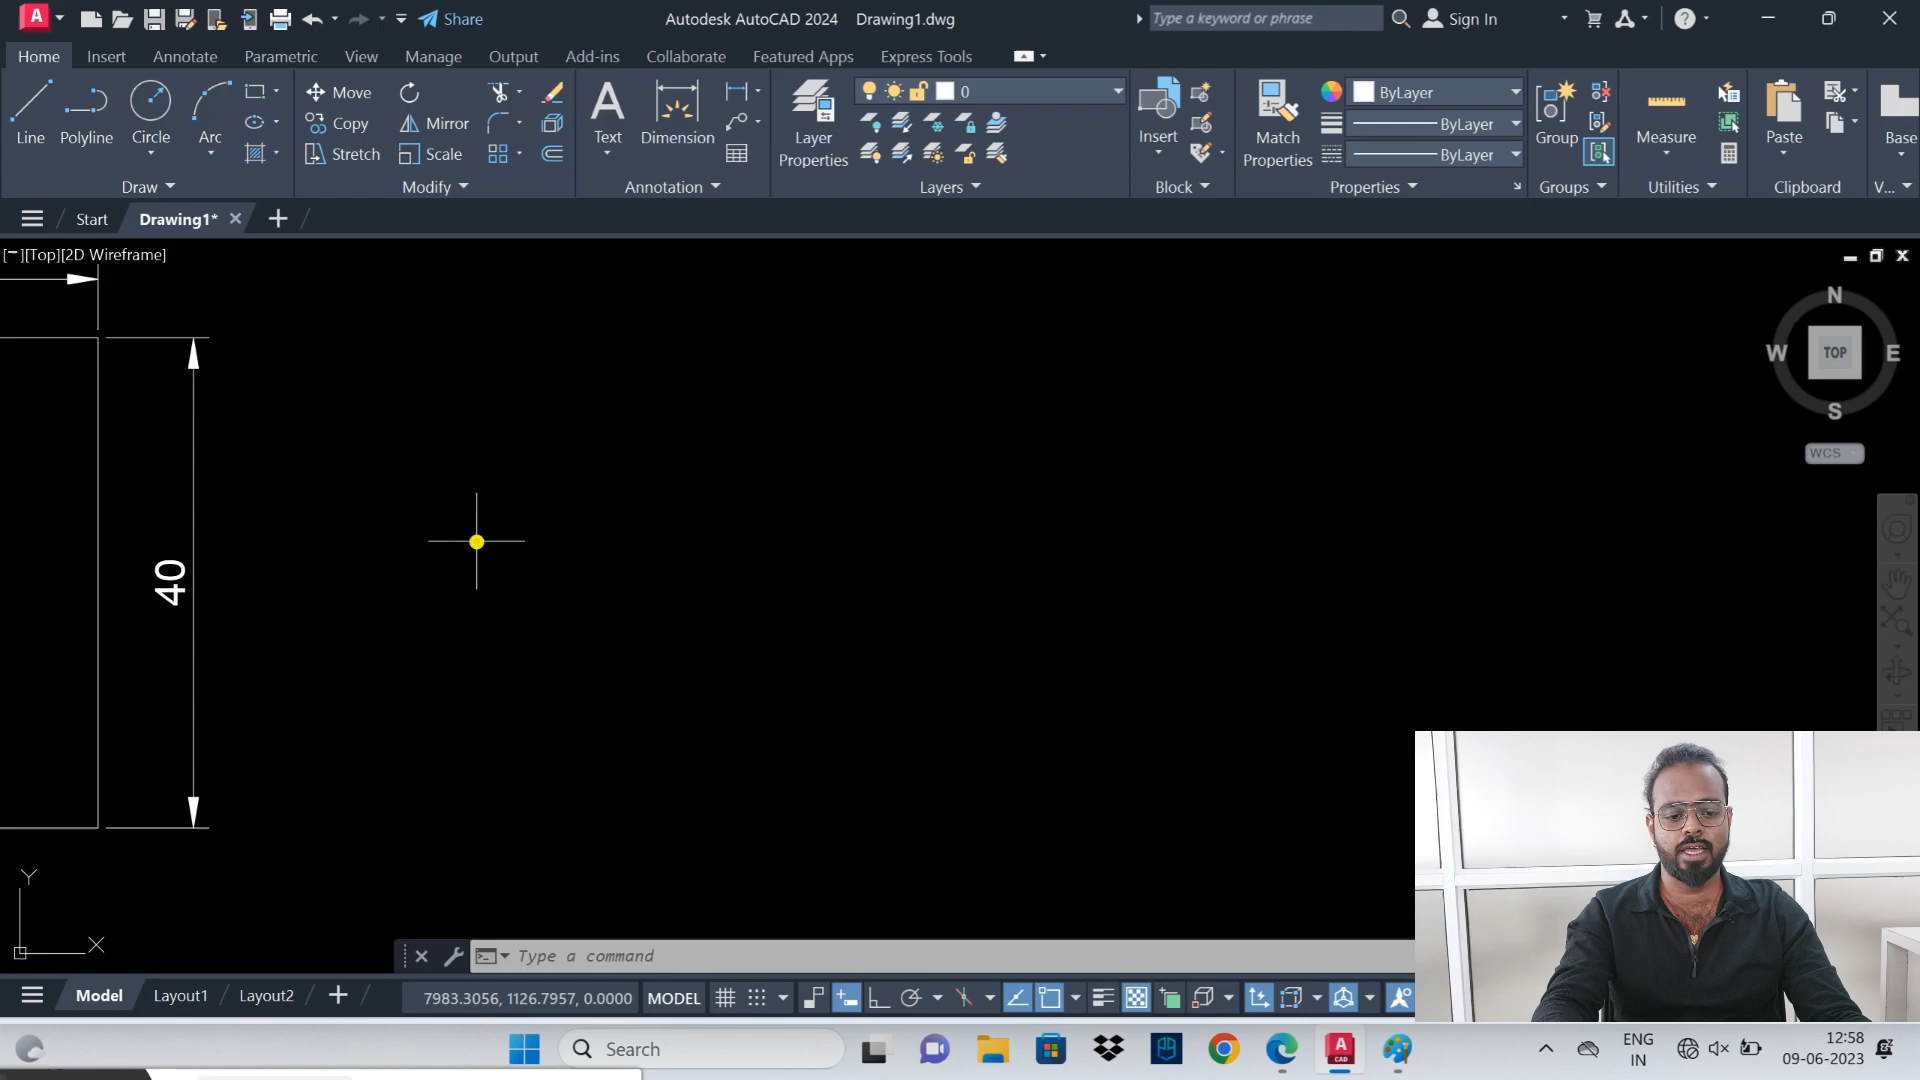 A Share Autodesk AutoCAD 2024 Drawing1.dwg Type a keyword or phrase Sign In ?
Home Insert Annotate Parametric View Manage Output Add-ins Collaborate Featured Apps Express Tools
Line Polyline Circle Arc
Move
Copy Mirror
Stretch Scale
A Text Dimension
Layer Properties
0
Insert
Match Properties
ByLayer
ByLayer
ByLayer
Group
Measure
Paste
Base
Draw Modify Annotation Layers Block Properties Groups Utilities Clipboard V...
Start Drawing1* +
[−][Top][2D Wireframe]
N
W TOP E
S
WCS
40
Y
X
Type a command
Model Layout1 Layout2 + 7983.3056, 1126.7957, 0.0000 MODEL
Search
A CAD
ENG
IN
12:58
09-06-2023